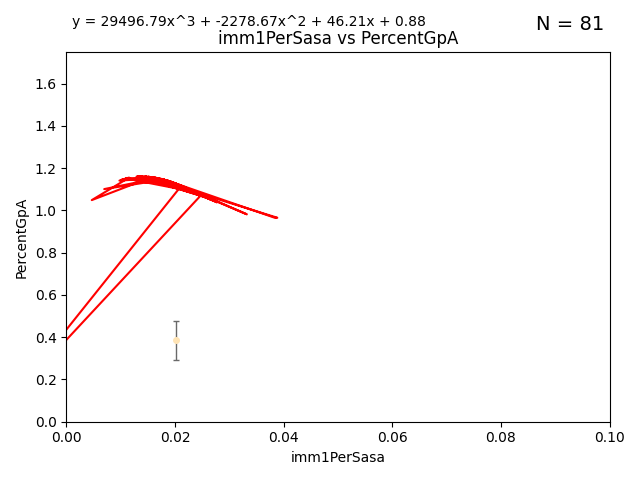 y = 29496.79x^3 + -2278.67x^2 + 46.21x + 0.88
N = 81
imm1PerSasa vs PercentGpA
PercentGpA
1.6
1.4
1.2
1.0
0.8
0.6
0.4
0.2
0.0
0.00 0.02 0.04 0.06 0.08 0.10
imm1PerSasa